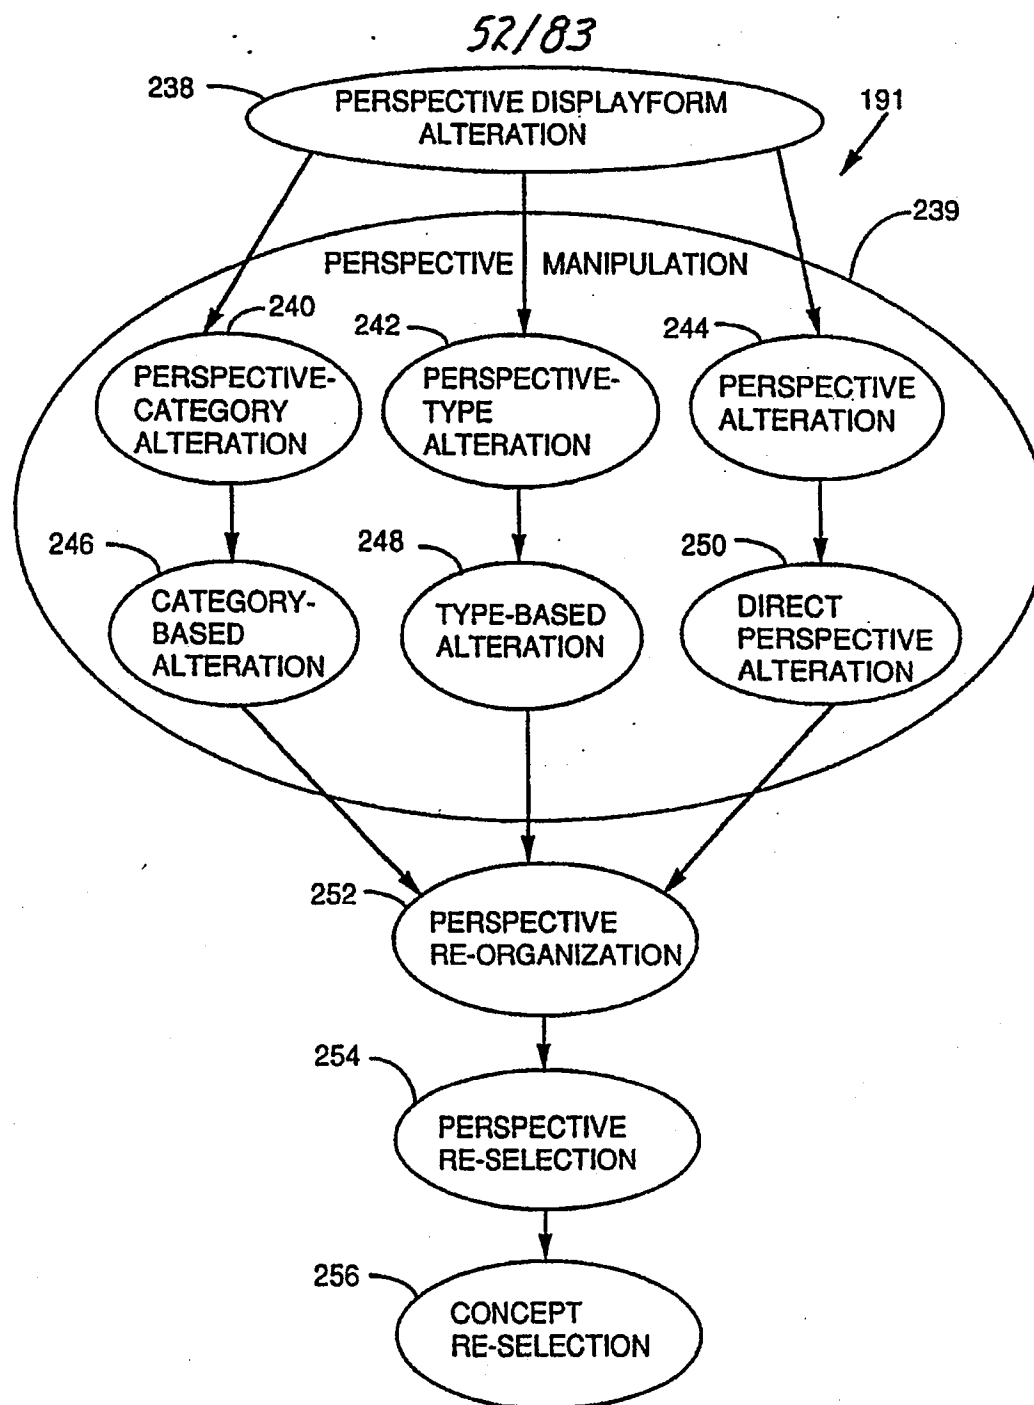 52/83
238
PERSPECTIVE DISPLAYFORM
ALTERATION
191
239
PERSPECTIVE MANIPULATION
240
PERSPECTIVE-
CATEGORY
ALTERATION
242
PERSPECTIVE-
TYPE
ALTERATION
244
PERSPECTIVE
ALTERATION
246
CATEGORY-
BASED
ALTERATION
248
TYPE-BASED
ALTERATION
250
DIRECT
PERSPECTIVE
ALTERATION
252
PERSPECTIVE
RE-ORGANIZATION
254
PERSPECTIVE
RE-SELECTION
256
CONCEPT
RE-SELECTION